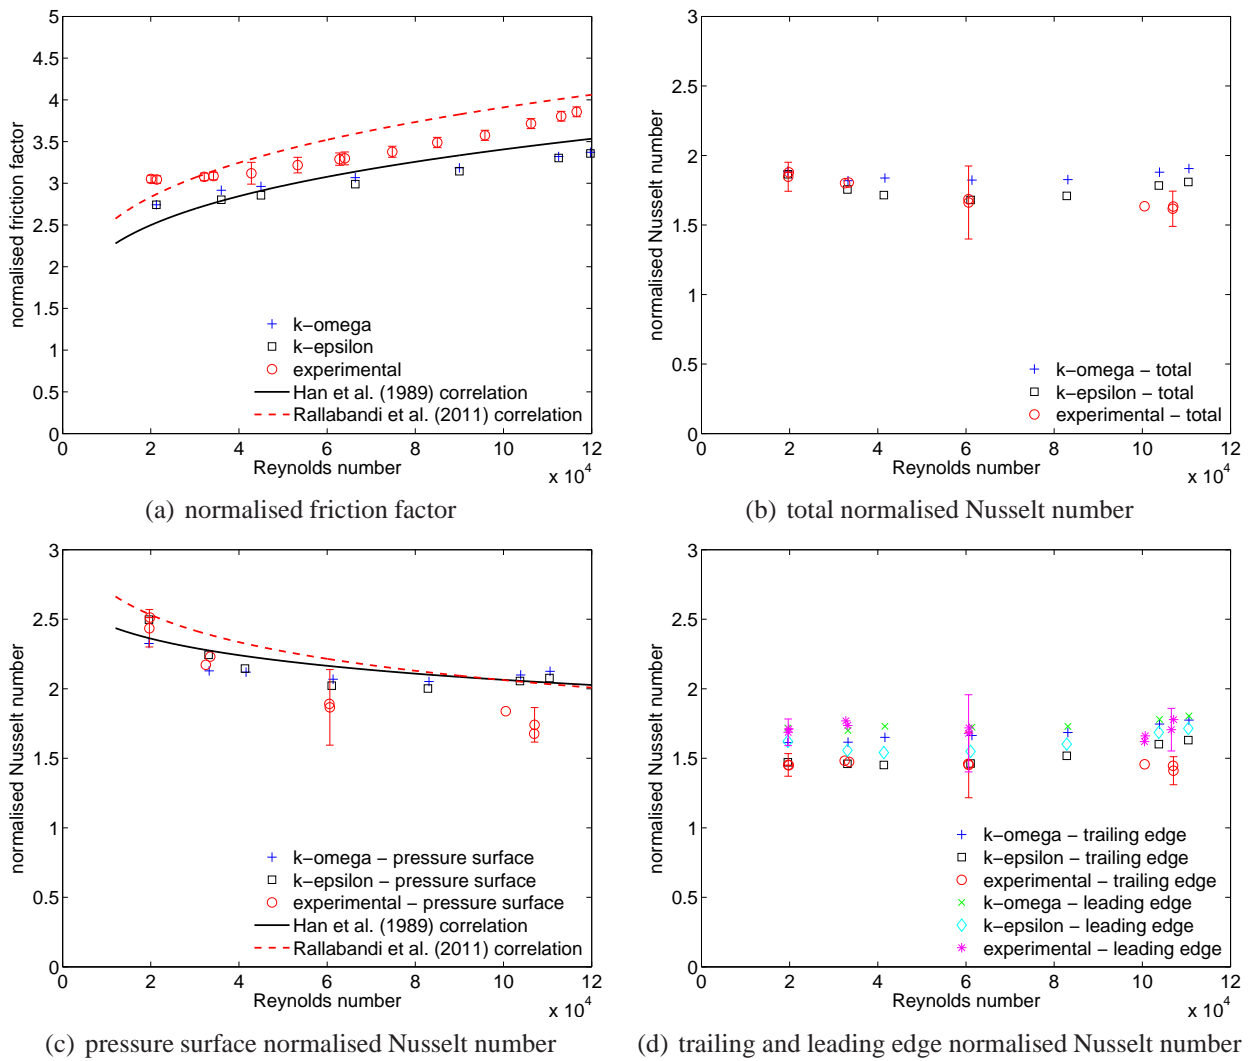 5
4.5
4
3.5
3
2.5
2
1.5
1
0.5
0
normalised friction factor
k−omega
k−epsilon
experimental
Han et al. (1989) correlation
Rallabandi et al. (2011) correlation
0 2 4 6 8 10 12
Reynolds number
x 10^4
(a) normalised friction factor
3
2.5
2
1.5
1
0.5
0
normalised Nusselt number
k−omega − total
k−epsilon − total
experimental − total
0 2 4 6 8 10 12
Reynolds number
x 10^4
(b) total normalised Nusselt number
3
2.5
2
1.5
1
0.5
0
normalised Nusselt number
k−omega − pressure surface
k−epsilon − pressure surface
experimental − pressure surface
Han et al. (1989) correlation
Rallabandi et al. (2011) correlation
0 2 4 6 8 10 12
Reynolds number
x 10^4
(c) pressure surface normalised Nusselt number
3
2.5
2
1.5
1
0.5
0
normalised Nusselt number
k−omega − trailing edge
k−epsilon − trailing edge
experimental − trailing edge
k−omega − leading edge
k−epsilon − leading edge
experimental − leading edge
0 2 4 6 8 10 12
Reynolds number
x 10^4
(d) trailing and leading edge normalised Nusselt number